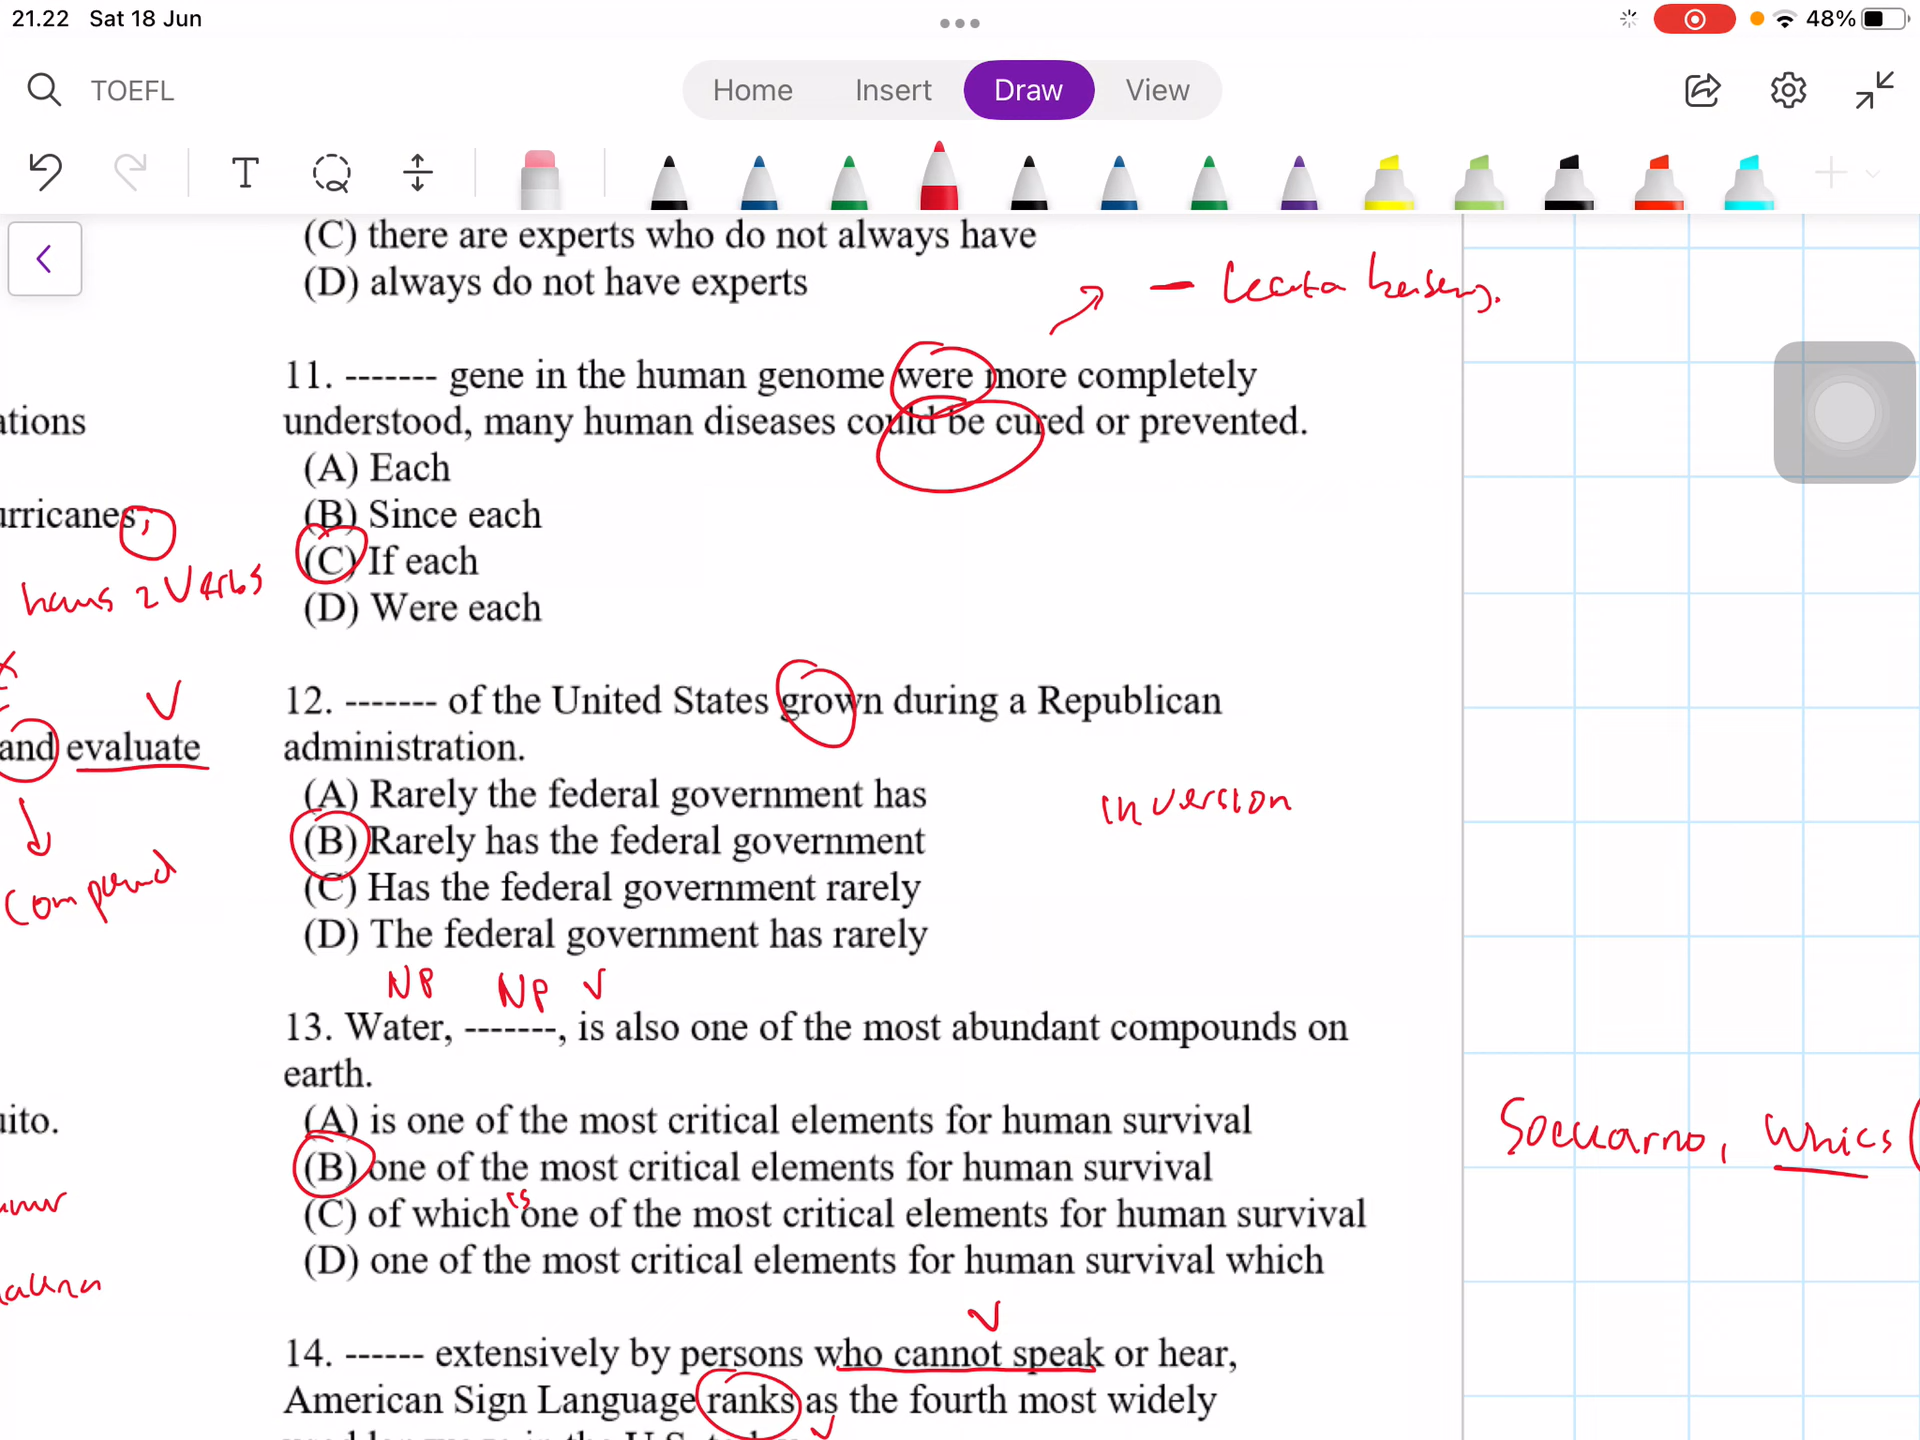 21.22 Sat 18 Jun
48%
TOEFL
Home Insert Draw View
T
(C) there are experts who do not always have
(D) always do not have experts
11. ------- gene in the human genome were more completely
understood, many human diseases could be cured or prevented.
(A) Each
(B) Since each
(C) If each
(D) Were each
ations
urricanes,
2 Verbs
V
and evaluate
12. ------- of the United States grown during a Republican
administration.
(A) Rarely the federal government has
(B) Rarely has the federal government
(C) Has the federal government rarely
(D) The federal government has rarely
inversion
NP NP V
13. Water, -------, is also one of the most abundant compounds on
earth.
(A) is one of the most critical elements for human survival
(B) one of the most critical elements for human survival
is
(C) of which one of the most critical elements for human survival
(D) one of the most critical elements for human survival which
uito.
Soekarno,
V
14. ------ extensively by persons who cannot speak or hear,
American Sign Language ranks as the fourth most widely
V